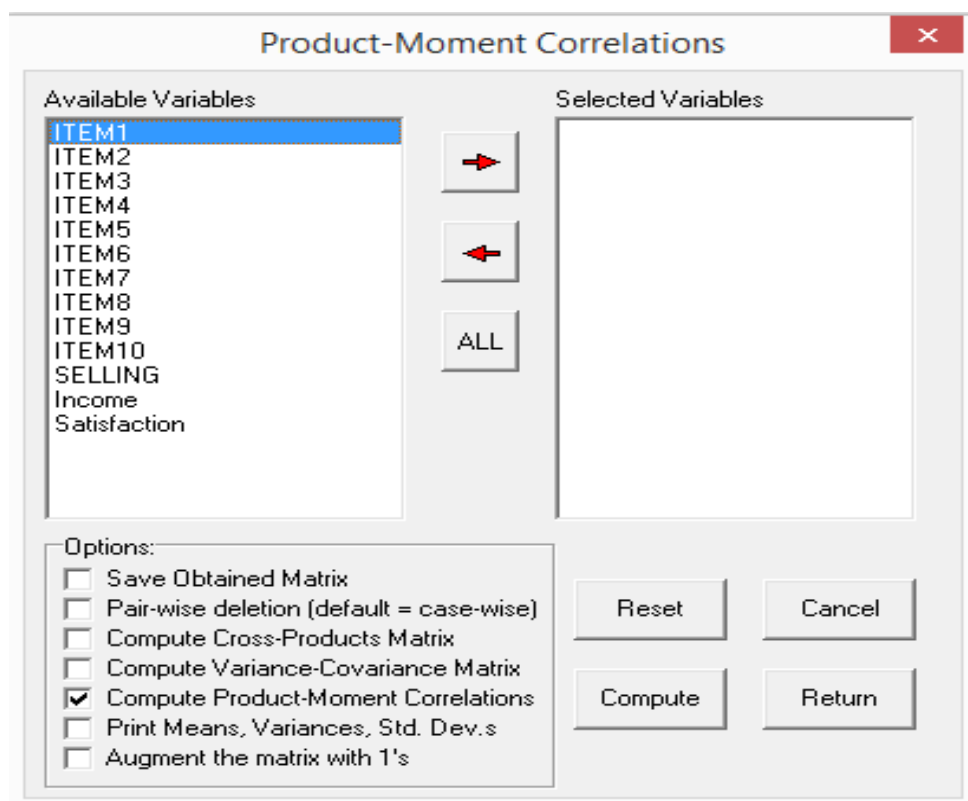 Product-Moment Correlations
Available Variables
ITEM1
ITEM2
ITEM3
ITEM4
ITEM5
ITEM6
ITEM7
ITEM8
ITEM9
ITEM10
SELLING
Income
Satisfaction
ALL
Selected Variables
Options:
Save Obtained Matrix
Pair-wise deletion (default = case-wise)
Compute Cross-Products Matrix
Compute Variance-Covariance Matrix
Compute Product-Moment Correlations
Print Means, Variances, Std. Dev.s
Augment the matrix with 1's
Reset
Cancel
Compute
Return